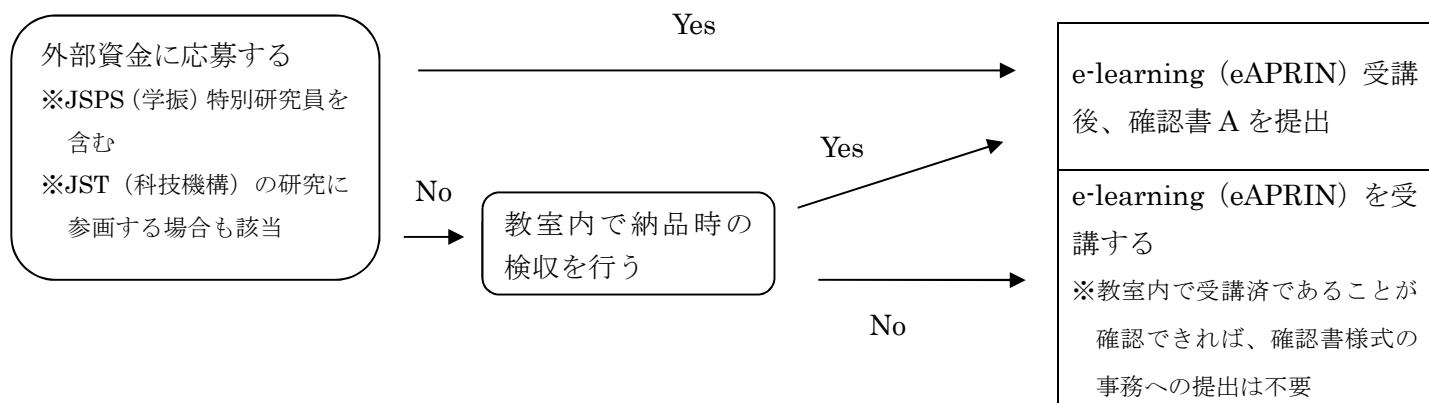 Yes
外部資金に応募する
※JSPS（学振）特別研究員を
含む
※JST（科技機構）の研究に
参画する場合も該当
e-learning（eAPRIN）受講
後、確認書 A を提出
Yes
No
教室内で納品時の
検収を行う
No
e-learning（eAPRIN）を受
講する
※教室内で受講済であることが
確認できれば、確認書様式の
事務への提出は不要